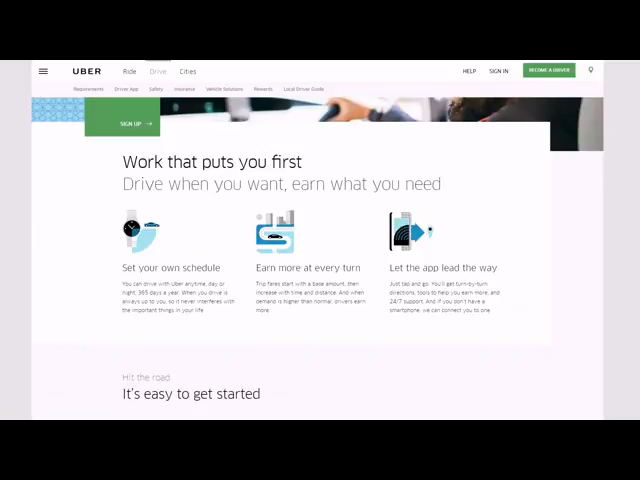 UBER Ride Drive Cities HELP SIGN IN BECOME A DRIVER
Requirements Driver App Safety Insurance Vehicle Solutions Rewards Local Driver Guide
SIGN UP
Work that puts you first
Drive when you want, earn what you need
Set your own schedule
You can drive with Uber anytime, day or
night, 365 days a year. When you drive is
always up to you, so it never interferes with
the important things in your life
Earn more at every turn
Trip fares start with a base amount, then
increase with time and distance. And when
demand is higher than normal, drivers earn
more
Let the app lead the way
Just tap and go. You'll get turn-by-turn
directions, tools to help you earn more, and
24/7 support. And if you don't have a
smartphone, we can connect you to one
Hit the road
It's easy to get started